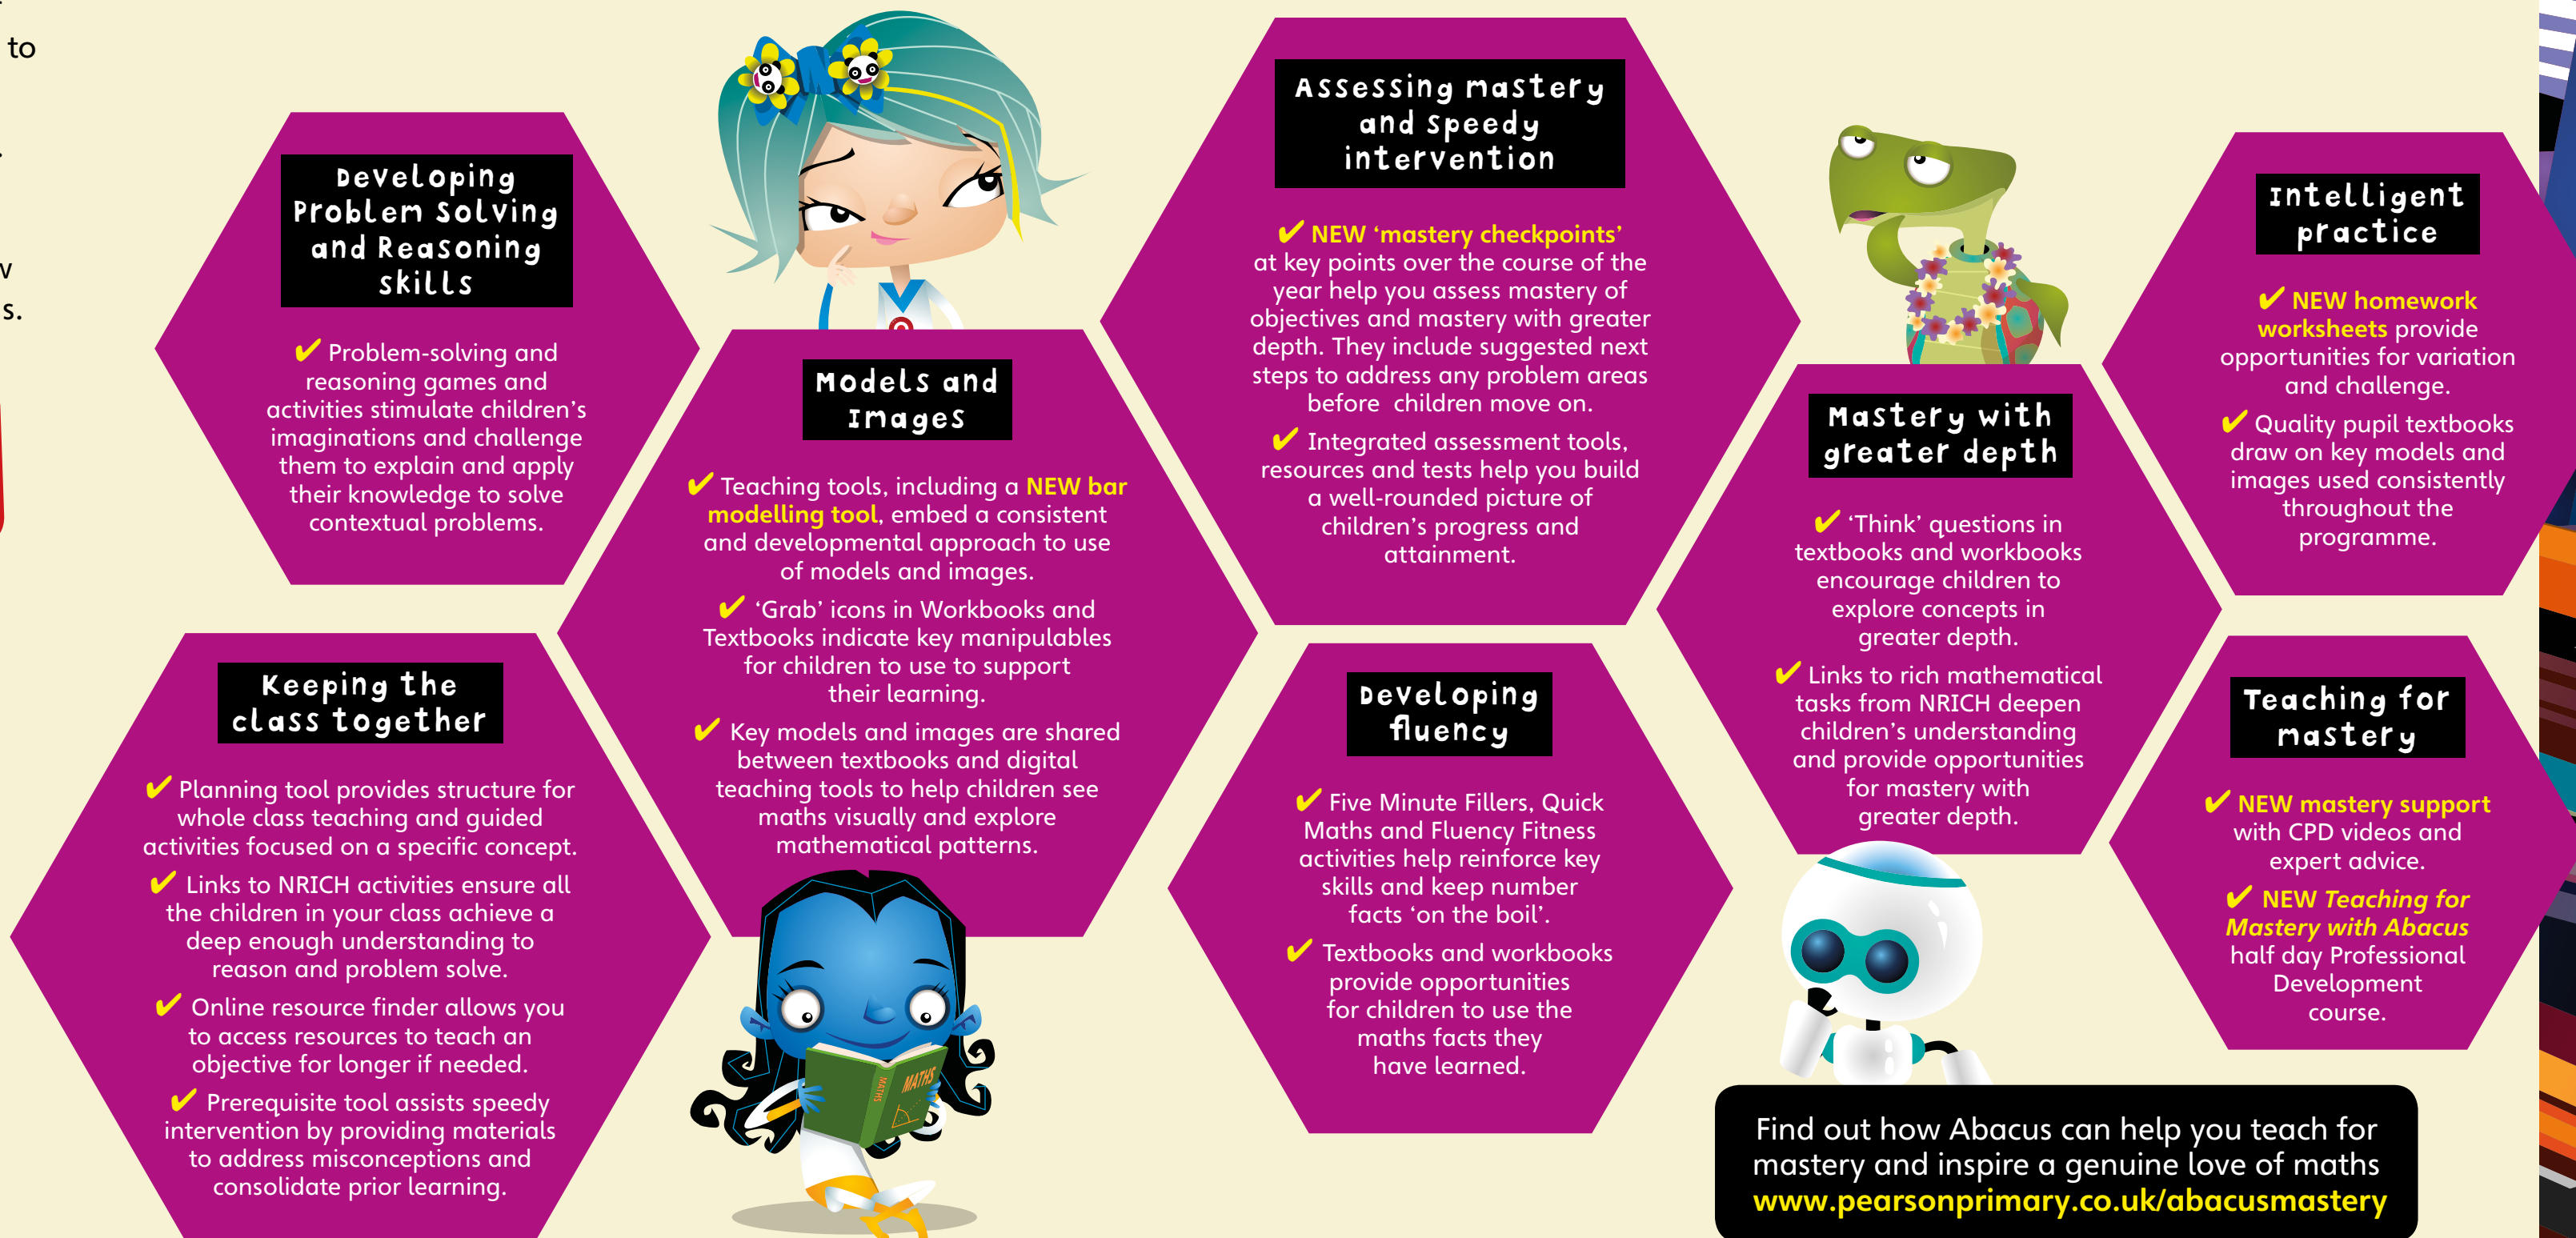 to
s.
Developing
Problem Solving
and Reasoning
skills
✔ Problem-solving and
reasoning games and
activities stimulate children's
imaginations and challenge
them to explain and apply
their knowledge to solve
contextual problems.
Keeping the
class together
✔ Planning tool provides structure for
whole class teaching and guided
activities focused on a specific concept.
✔ Links to NRICH activities ensure all
the children in your class achieve a
deep enough understanding to
reason and problem solve.
✔ Online resource finder allows you
to access resources to teach an
objective for longer if needed.
✔ Prerequisite tool assists speedy
intervention by providing materials
to address misconceptions and
consolidate prior learning.
Models and
Images
✔ Teaching tools, including a NEW bar
modelling tool, embed a consistent
and developmental approach to use
of models and images.
✔ ‘Grab’ icons in Workbooks and
Textbooks indicate key manipulables
for children to use to support
their learning.
✔ Key models and images are shared
between textbooks and digital
teaching tools to help children see
maths visually and explore
mathematical patterns.
MATHS
MATHS
Assessing mastery
and speedy
intervention
✔ NEW ‘mastery checkpoints’
at key points over the course of the
year help you assess mastery of
objectives and mastery with greater
depth. They include suggested next
steps to address any problem areas
before children move on.
✔ Integrated assessment tools,
resources and tests help you build
a well-rounded picture of
children’s progress and
attainment.
Developing
fluency
✔ Five Minute Fillers, Quick
Maths and Fluency Fitness
activities help reinforce key
skills and keep number
facts ‘on the boil’.
✔ Textbooks and workbooks
provide opportunities
for children to use the
maths facts they
have learned.
Mastery with
greater depth
✔ ‘Think’ questions in
textbooks and workbooks
encourage children to
explore concepts in
greater depth.
✔ Links to rich mathematical
tasks from NRICH deepen
children’s understanding
and provide opportunities
for mastery with
greater depth.
Intelligent
practice
✔ NEW homework
worksheets provide
opportunities for variation
and challenge.
✔ Quality pupil textbooks
draw on key models and
images used consistently
throughout the
programme.
Teaching for
mastery
✔ NEW mastery support
with CPD videos and
expert advice.
✔ NEW Teaching for
Mastery with Abacus
half day Professional
Development
course.
Find out how Abacus can help you teach for
mastery and inspire a genuine love of maths
www.pearsonprimary.co.uk/abacusmastery